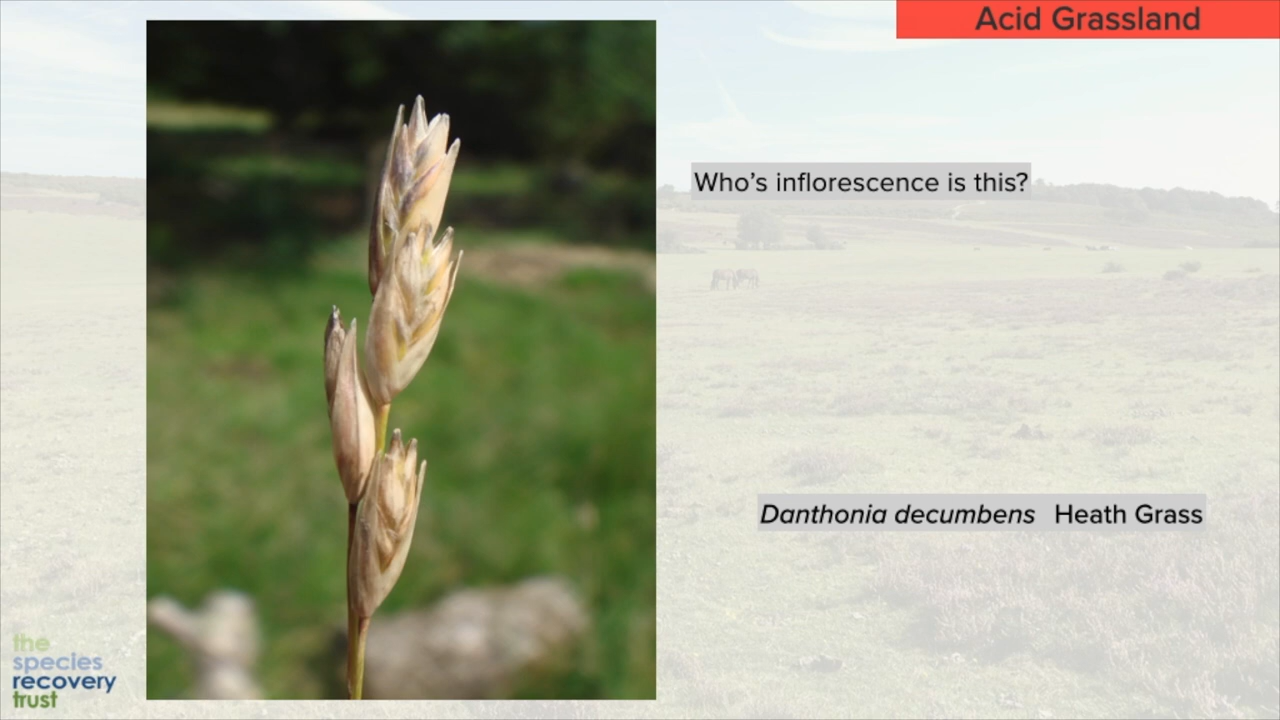 Acid Grassland
Who's inflorescence is this?
Danthonia decumbens Heath Grass
the
species
recovery
trust